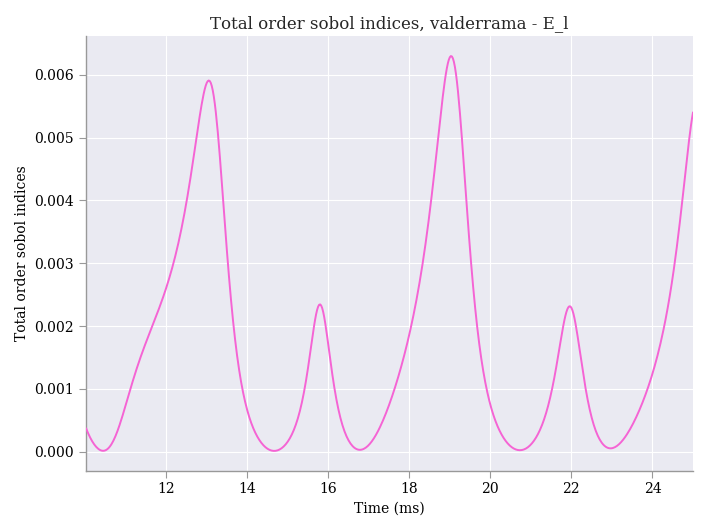 Total order sobol indices, valderrama - E_l
Total order sobol indices
0.006
0.005
0.004
0.003
0.002
0.001
0.000
12 14 16 18 20 22 24
Time (ms)